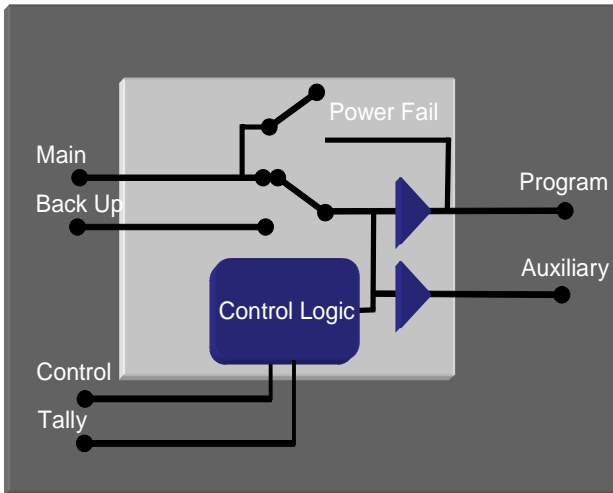 Power Fail
Main
Program
Back Up
Auxiliary
Control Logic
Control
Tally